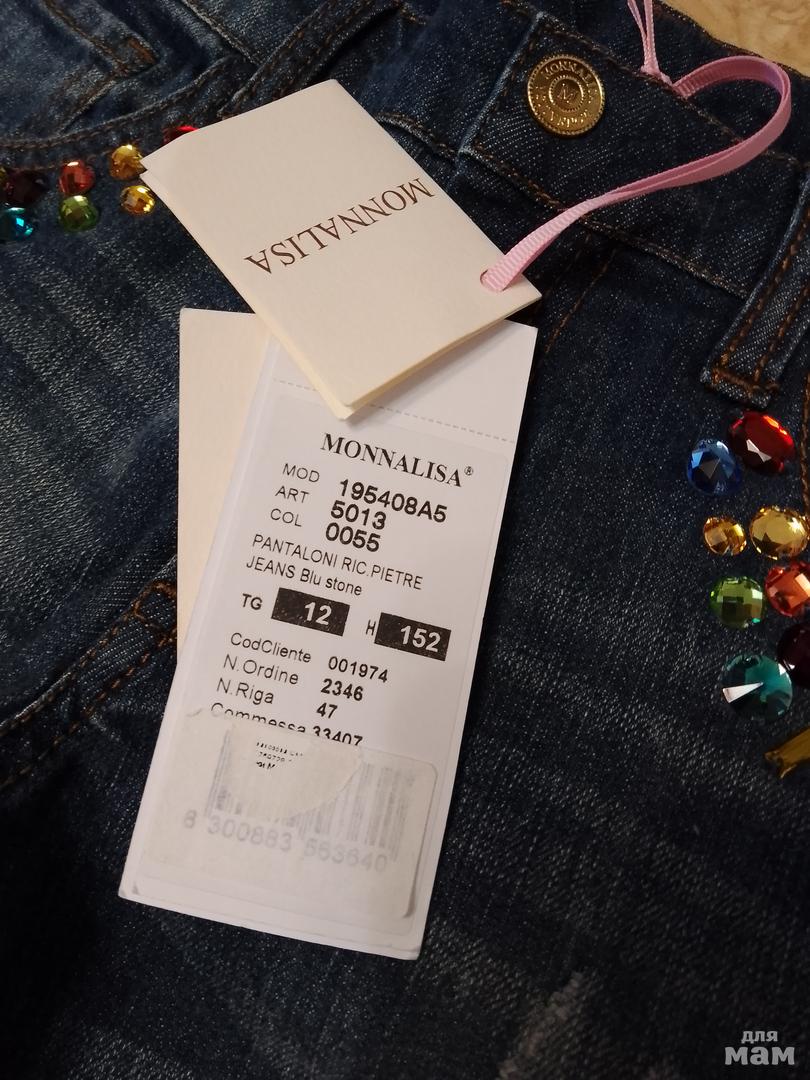 MONNALISA
MONNALISA
MONNALISA®
MOD 195408A5
ART 5013
COL 0055
PANTALONI RIC.PIETRE
JEANS Blu stone
TG 12 H 152
CodCliente 001974
N.Ordine 2346
N.Riga 47
Commessa 33407
8 300883 563640
для
мам